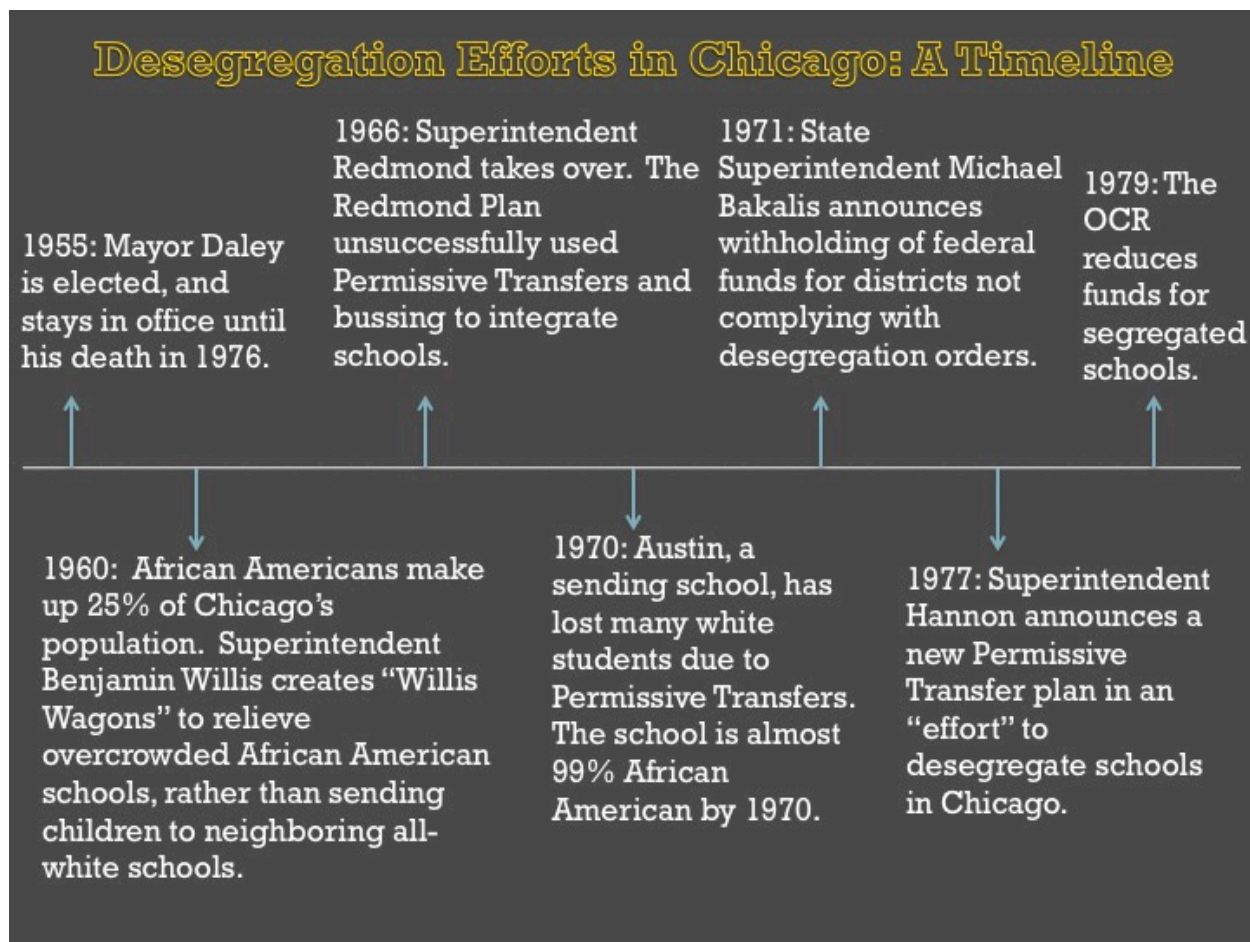 Desegregation Efforts in Chicago: A Timeline
1955: Mayor Daley
is elected, and
stays in office until
his death in 1976.
1966: Superintendent
Redmond takes over.  The
Redmond Plan
unsuccessfully used
Permissive Transfers and
bussing to integrate
schools.
1971: State
Superintendent Michael
Bakalis announces
withholding of federal
funds for districts not
complying with
desegregation orders.
1979: The
OCR
reduces
funds for
segregated
schools.
1960:  African Americans make
up 25% of Chicago’s
population.  Superintendent
Benjamin Willis creates “Willis
Wagons” to relieve
overcrowded African American
schools, rather than sending
children to neighboring all-
white schools.
1970: Austin, a
sending school, has
lost many white
students due to
Permissive Transfers.
The school is almost
99% African
American by 1970.
1977: Superintendent
Hannon announces a
new Permissive
Transfer plan in an
“effort” to
desegregate schools
in Chicago.